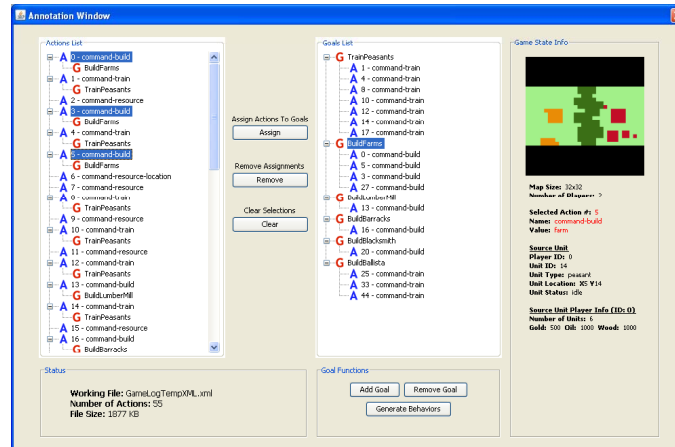 Annotation Window
Actions List
A 0 - command-build
G BuildFarms
A 1 - command-train
G TrainPeasants
A 2 - command-resource
A 3 - command-build
G BuildFarms
A 4 - command-train
G TrainPeasants
A 5 - command-build
G BuildFarms
A 6 - command-resource-location
A 7 - command-resource
A 8 - command-train
G TrainPeasants
A 9 - command-resource
A 10 - command-train
G TrainPeasants
A 11 - command-resource
A 12 - command-train
G TrainPeasants
A 13 - command-build
G BuildLumberMill
A 14 - command-train
G TrainPeasants
A 15 - command-resource
A 16 - command-build
G BuildBarracks
Assign Actions To Goals
Assign
Remove Assignments
Remove
Clear Selections
Clear
Goals List
G TrainPeasants
A 1 - command-train
A 4 - command-train
A 8 - command-train
A 10 - command-train
A 12 - command-train
A 14 - command-train
A 17 - command-train
G BuildFarms
A 0 - command-build
A 5 - command-build
A 3 - command-build
A 27 - command-build
G BuildLumberMill
A 13 - command-build
G BuildBarracks
A 16 - command-build
G BuildBlacksmith
A 20 - command-build
G BuildBallista
A 25 - command-train
A 33 - command-train
A 44 - command-train
Game State Info
Map Size: 32x32
Number of Players: 2
Selected Action #: 5
Name: command-build
Value: farm
Source Unit
Player ID: 0
Unit ID: 14
Unit Type: peasant
Unit Location: X5 Y14
Unit Status: idle
Source Unit Player Info (ID: 0)
Number of Units: 6
Gold: 500 Oil: 1000 Wood: 1000
Status
Working File: GameLogTempXML.xml
Number of Actions: 55
File Size: 1877 KB
Goal Functions
Add Goal
Remove Goal
Generate Behaviors